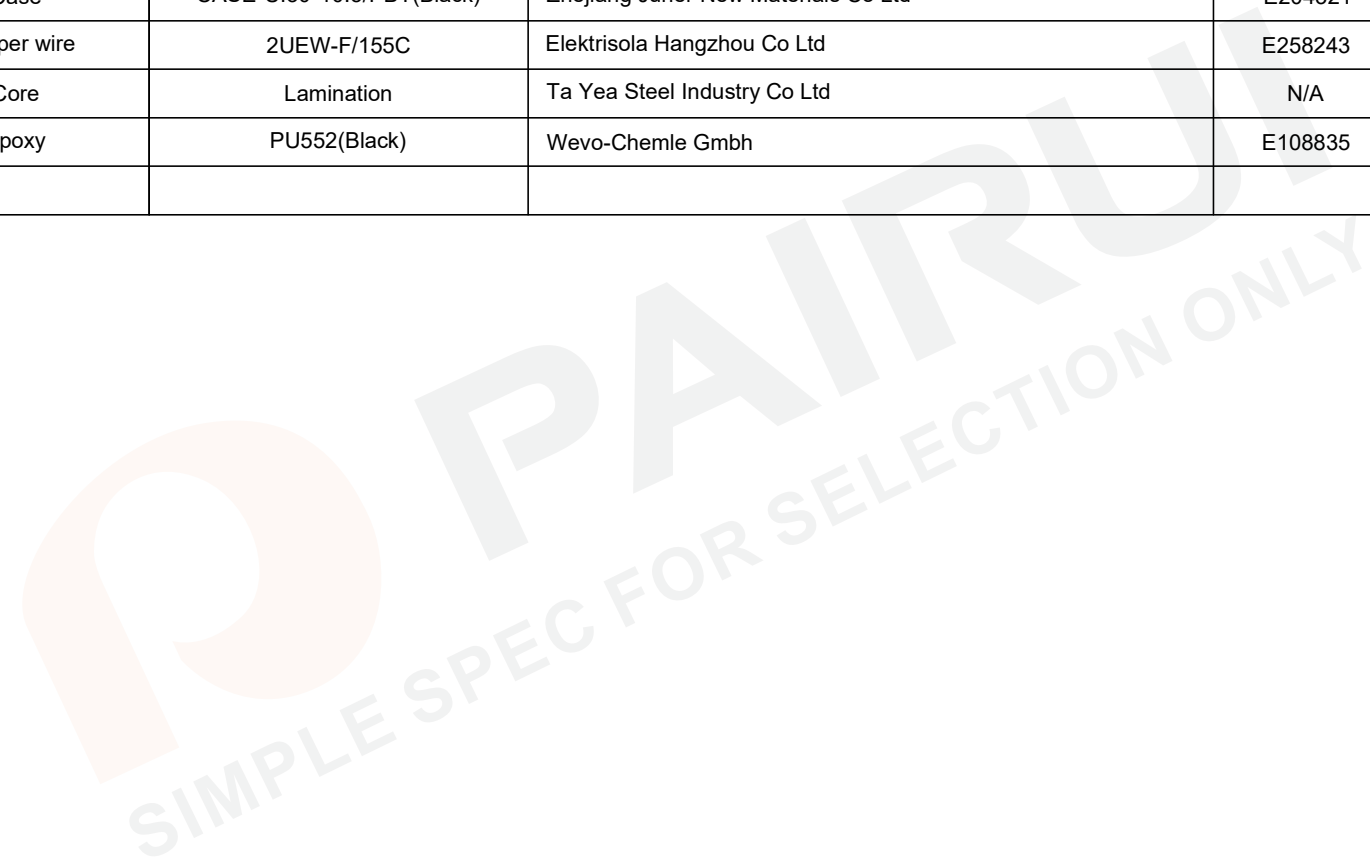 per wire 2UEW-F/155C Elektrisola Hangzhou Co Ltd E258243
Core Lamination Ta Yea Steel Industry Co Ltd N/A
poxy PU552(Black) Wevo-Chemle Gmbh E108835
PAIRUI
SIMPLE SPEC FOR SELECTION ONLY